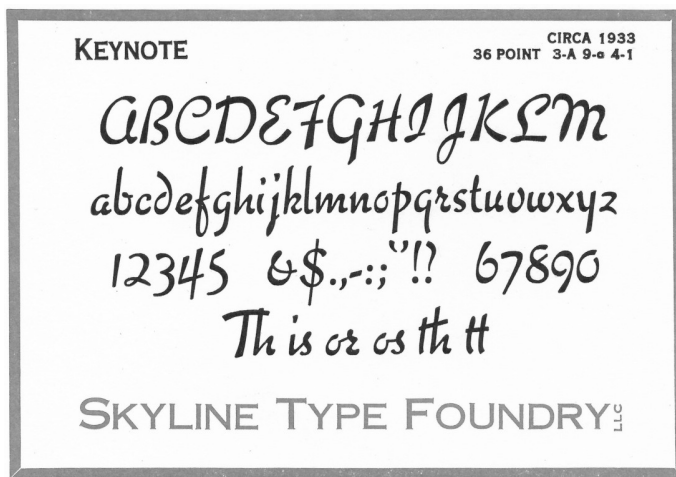 KEYNOTE
CIRCA 1933
36 POINT 3-A 9-a 4-1
ABCDEFGHIJKLM
abcdefghijklmnopqrstuvwxyz
12345 &$.,-:;"!? 67890
Th is or os th tt
SKYLINE TYPE FOUNDRY LLC